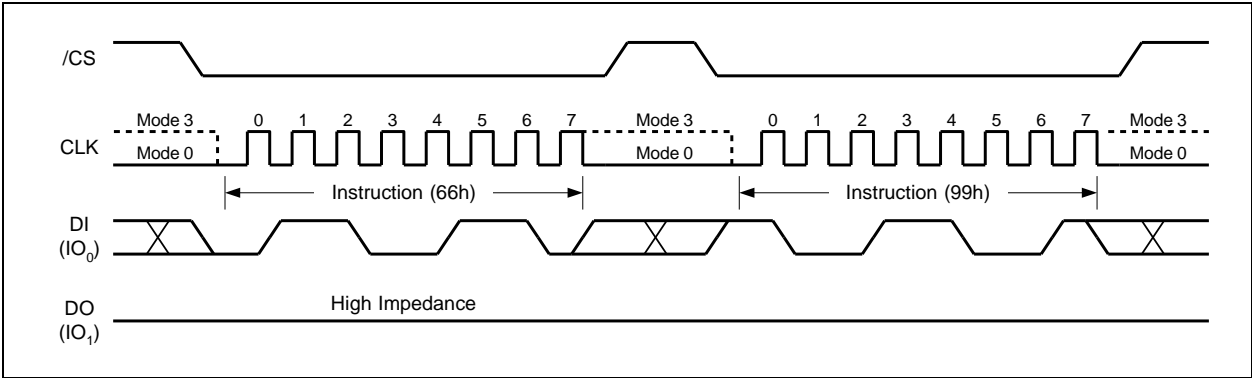 /CS
Mode 3 0 1 2 3 4 5 6 7 Mode 3 0 1 2 3 4 5 6 7 Mode 3
CLK
Mode 0 Mode 0 Mode 0
Instruction (66h) Instruction (99h)
DI
(IO₀)
High Impedance
DO
(IO₁)